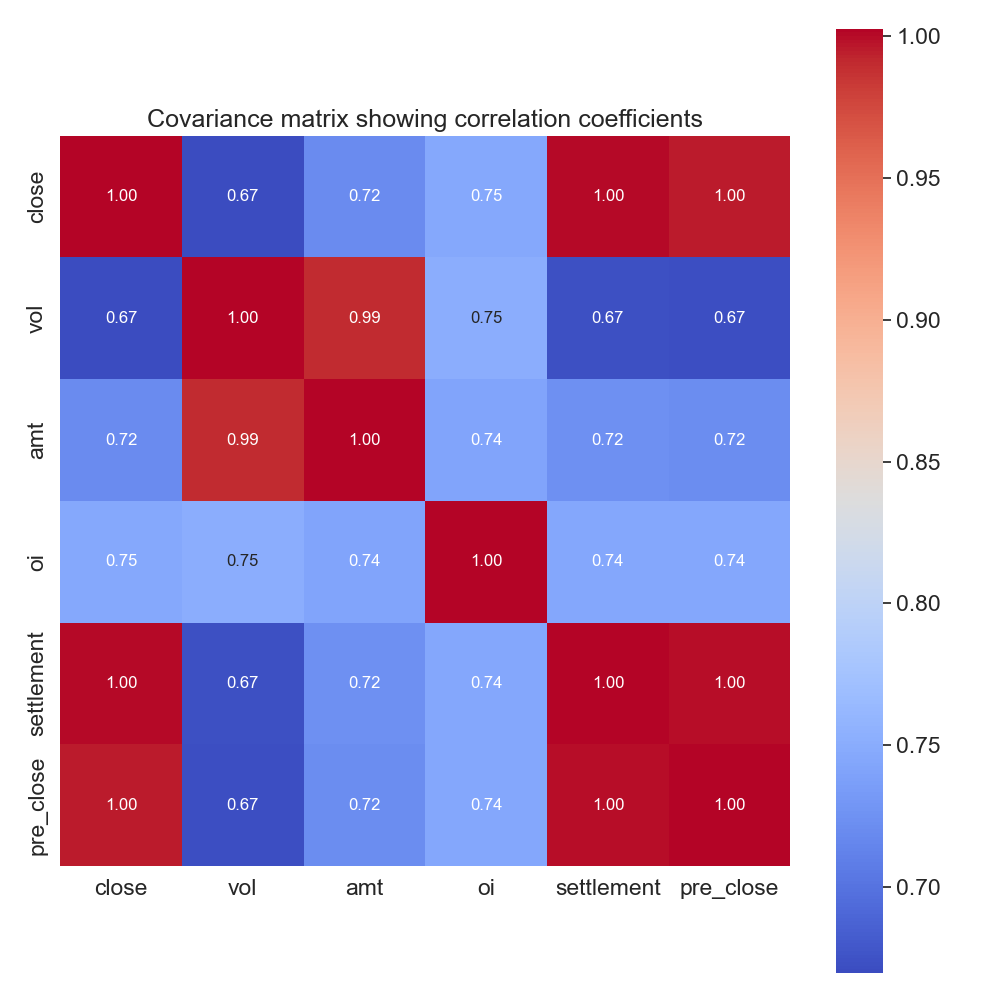 Covariance matrix showing correlation coefficients
close 1.00 0.67 0.72 0.75 1.00 1.00
vol 0.67 1.00 0.99 0.75 0.67 0.67
amt 0.72 0.99 1.00 0.74 0.72 0.72
oi 0.75 0.75 0.74 1.00 0.74 0.74
settlement 1.00 0.67 0.72 0.74 1.00 1.00
pre_close 1.00 0.67 0.72 0.74 1.00 1.00
close vol amt oi settlement pre_close
1.00
0.95
0.90
0.85
0.80
0.75
0.70